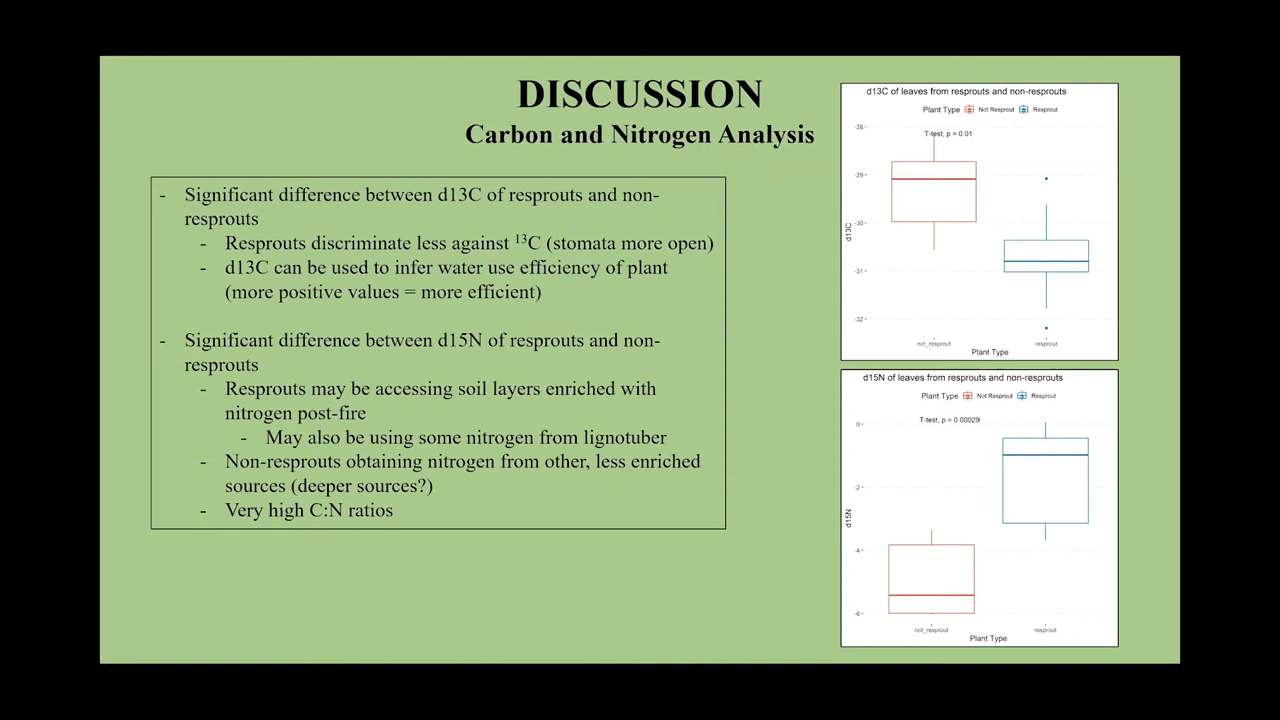 DISCUSSION
Carbon and Nitrogen Analysis
- Significant difference between d13C of resprouts and non-
resprouts
- Resprouts discriminate less against ¹³C (stomata more open)
- d13C can be used to infer water use efficiency of plant
(more positive values = more efficient)
- Significant difference between d15N of resprouts and non-
resprouts
- Resprouts may be accessing soil layers enriched with
nitrogen post-fire
- May also be using some nitrogen from lignotuber
- Non-resprouts obtaining nitrogen from other, less enriched
sources (deeper sources?)
- Very high C:N ratios
d13C of leaves from resprouts and non-resprouts
Plant Type Not Resprout Resprout
T-test, p = 0.01
-28
-29
-30
-31
-32
d13C
not_resprout resprout
Plant Type
d15N of leaves from resprouts and non-resprouts
Plant Type Not Resprout Resprout
T-test, p = 0.00029
0
-2
-4
-6
d15N
not_resprout resprout
Plant Type